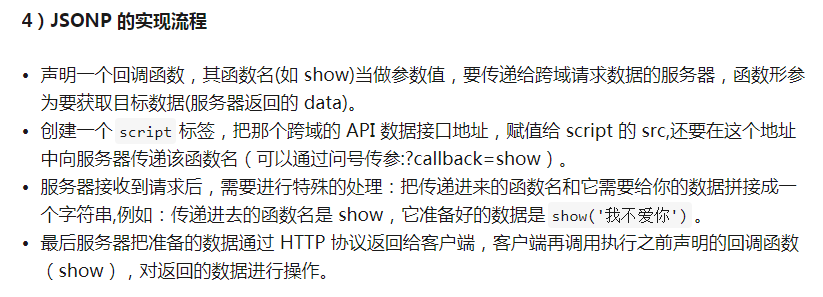 4）JSONP 的实现流程
• 声明一个回调函数，其函数名(如 show)当做参数值，要传递给跨域请求数据的服务器，函数形参
为要获取目标数据(服务器返回的 data)。
• 创建一个 script 标签，把那个跨域的 API 数据接口地址，赋值给 script 的 src,还要在这个地址
中向服务器传递该函数名（可以通过问号传参:?callback=show）。
• 服务器接收到请求后，需要进行特殊的处理：把传递进来的函数名和它需要给你的数据拼接成一
个字符串,例如：传递进去的函数名是 show，它准备好的数据是 show('我不爱你') 。
• 最后服务器把准备的数据通过 HTTP 协议返回给客户端，客户端再调用执行之前声明的回调函数
（show），对返回的数据进行操作。